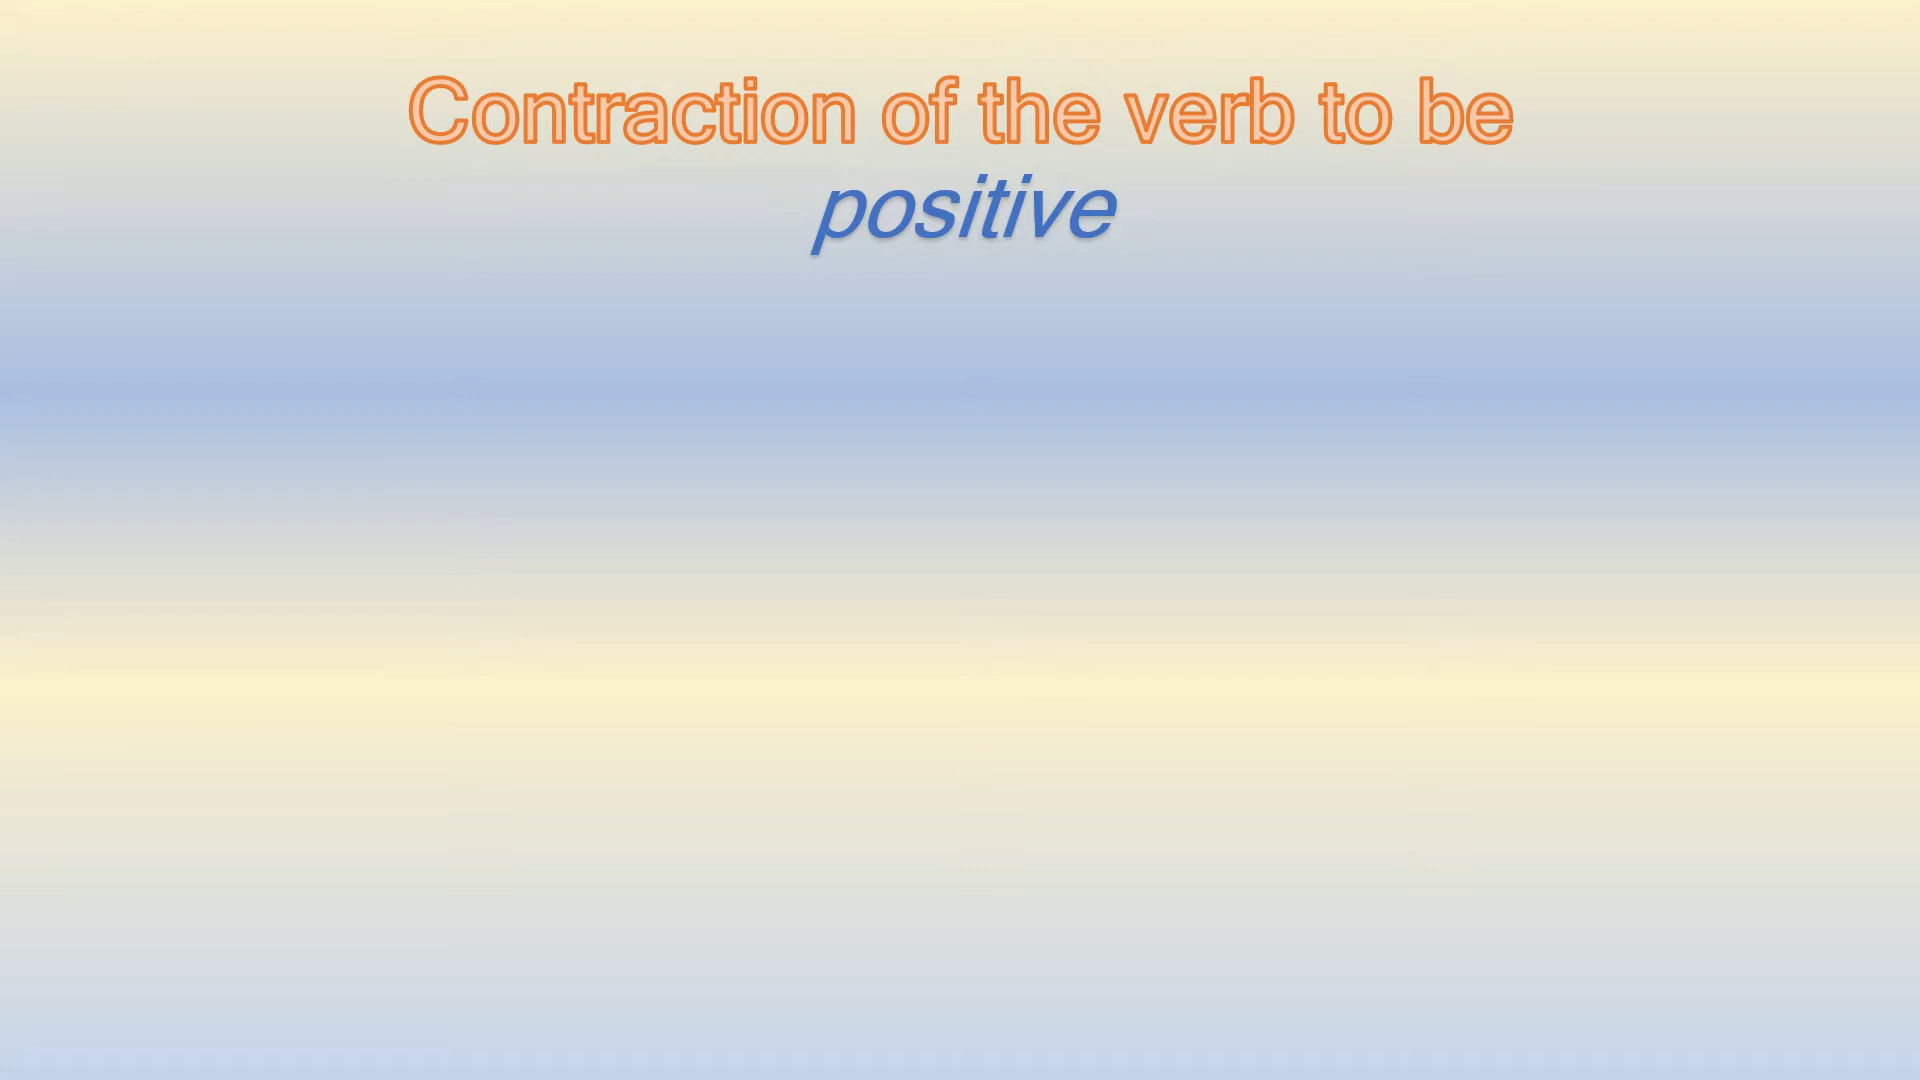 Contraction of the verb to be
positive